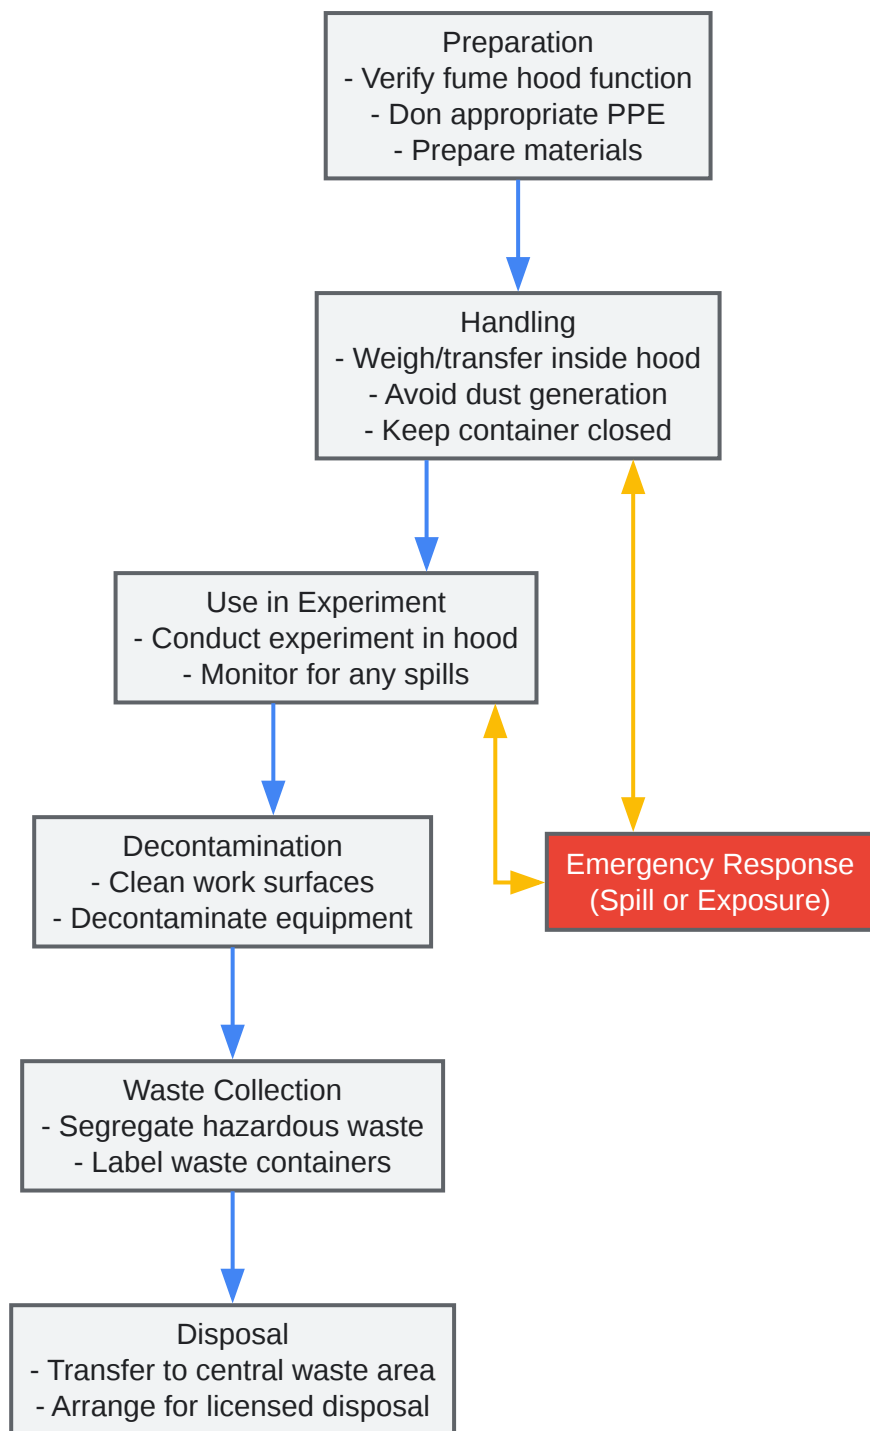 Preparation
- Verify fume hood function
- Don appropriate PPE
- Prepare materials
Handling
- Weigh/transfer inside hood
- Avoid dust generation
- Keep container closed
Use in Experiment
- Conduct experiment in hood
- Monitor for any spills
Decontamination
- Clean work surfaces
- Decontaminate equipment
Emergency Response
(Spill or Exposure)
Waste Collection
- Segregate hazardous waste
- Label waste containers
Disposal
- Transfer to central waste area
- Arrange for licensed disposal